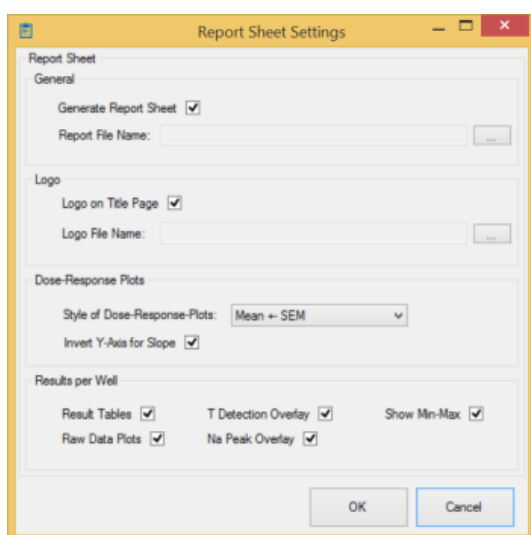 Report Sheet Settings
Report Sheet
General
Generate Report Sheet
Report File Name:
...
Logo
Logo on Title Page
Logo File Name:
...
Dose-Response Plots
Style of Dose-Response-Plots: Mean +- SEM
Invert Y-Axis for Slope
Results per Well
Result Tables T Detection Overlay Show Min-Max
Raw Data Plots Na Peak Overlay
OK Cancel